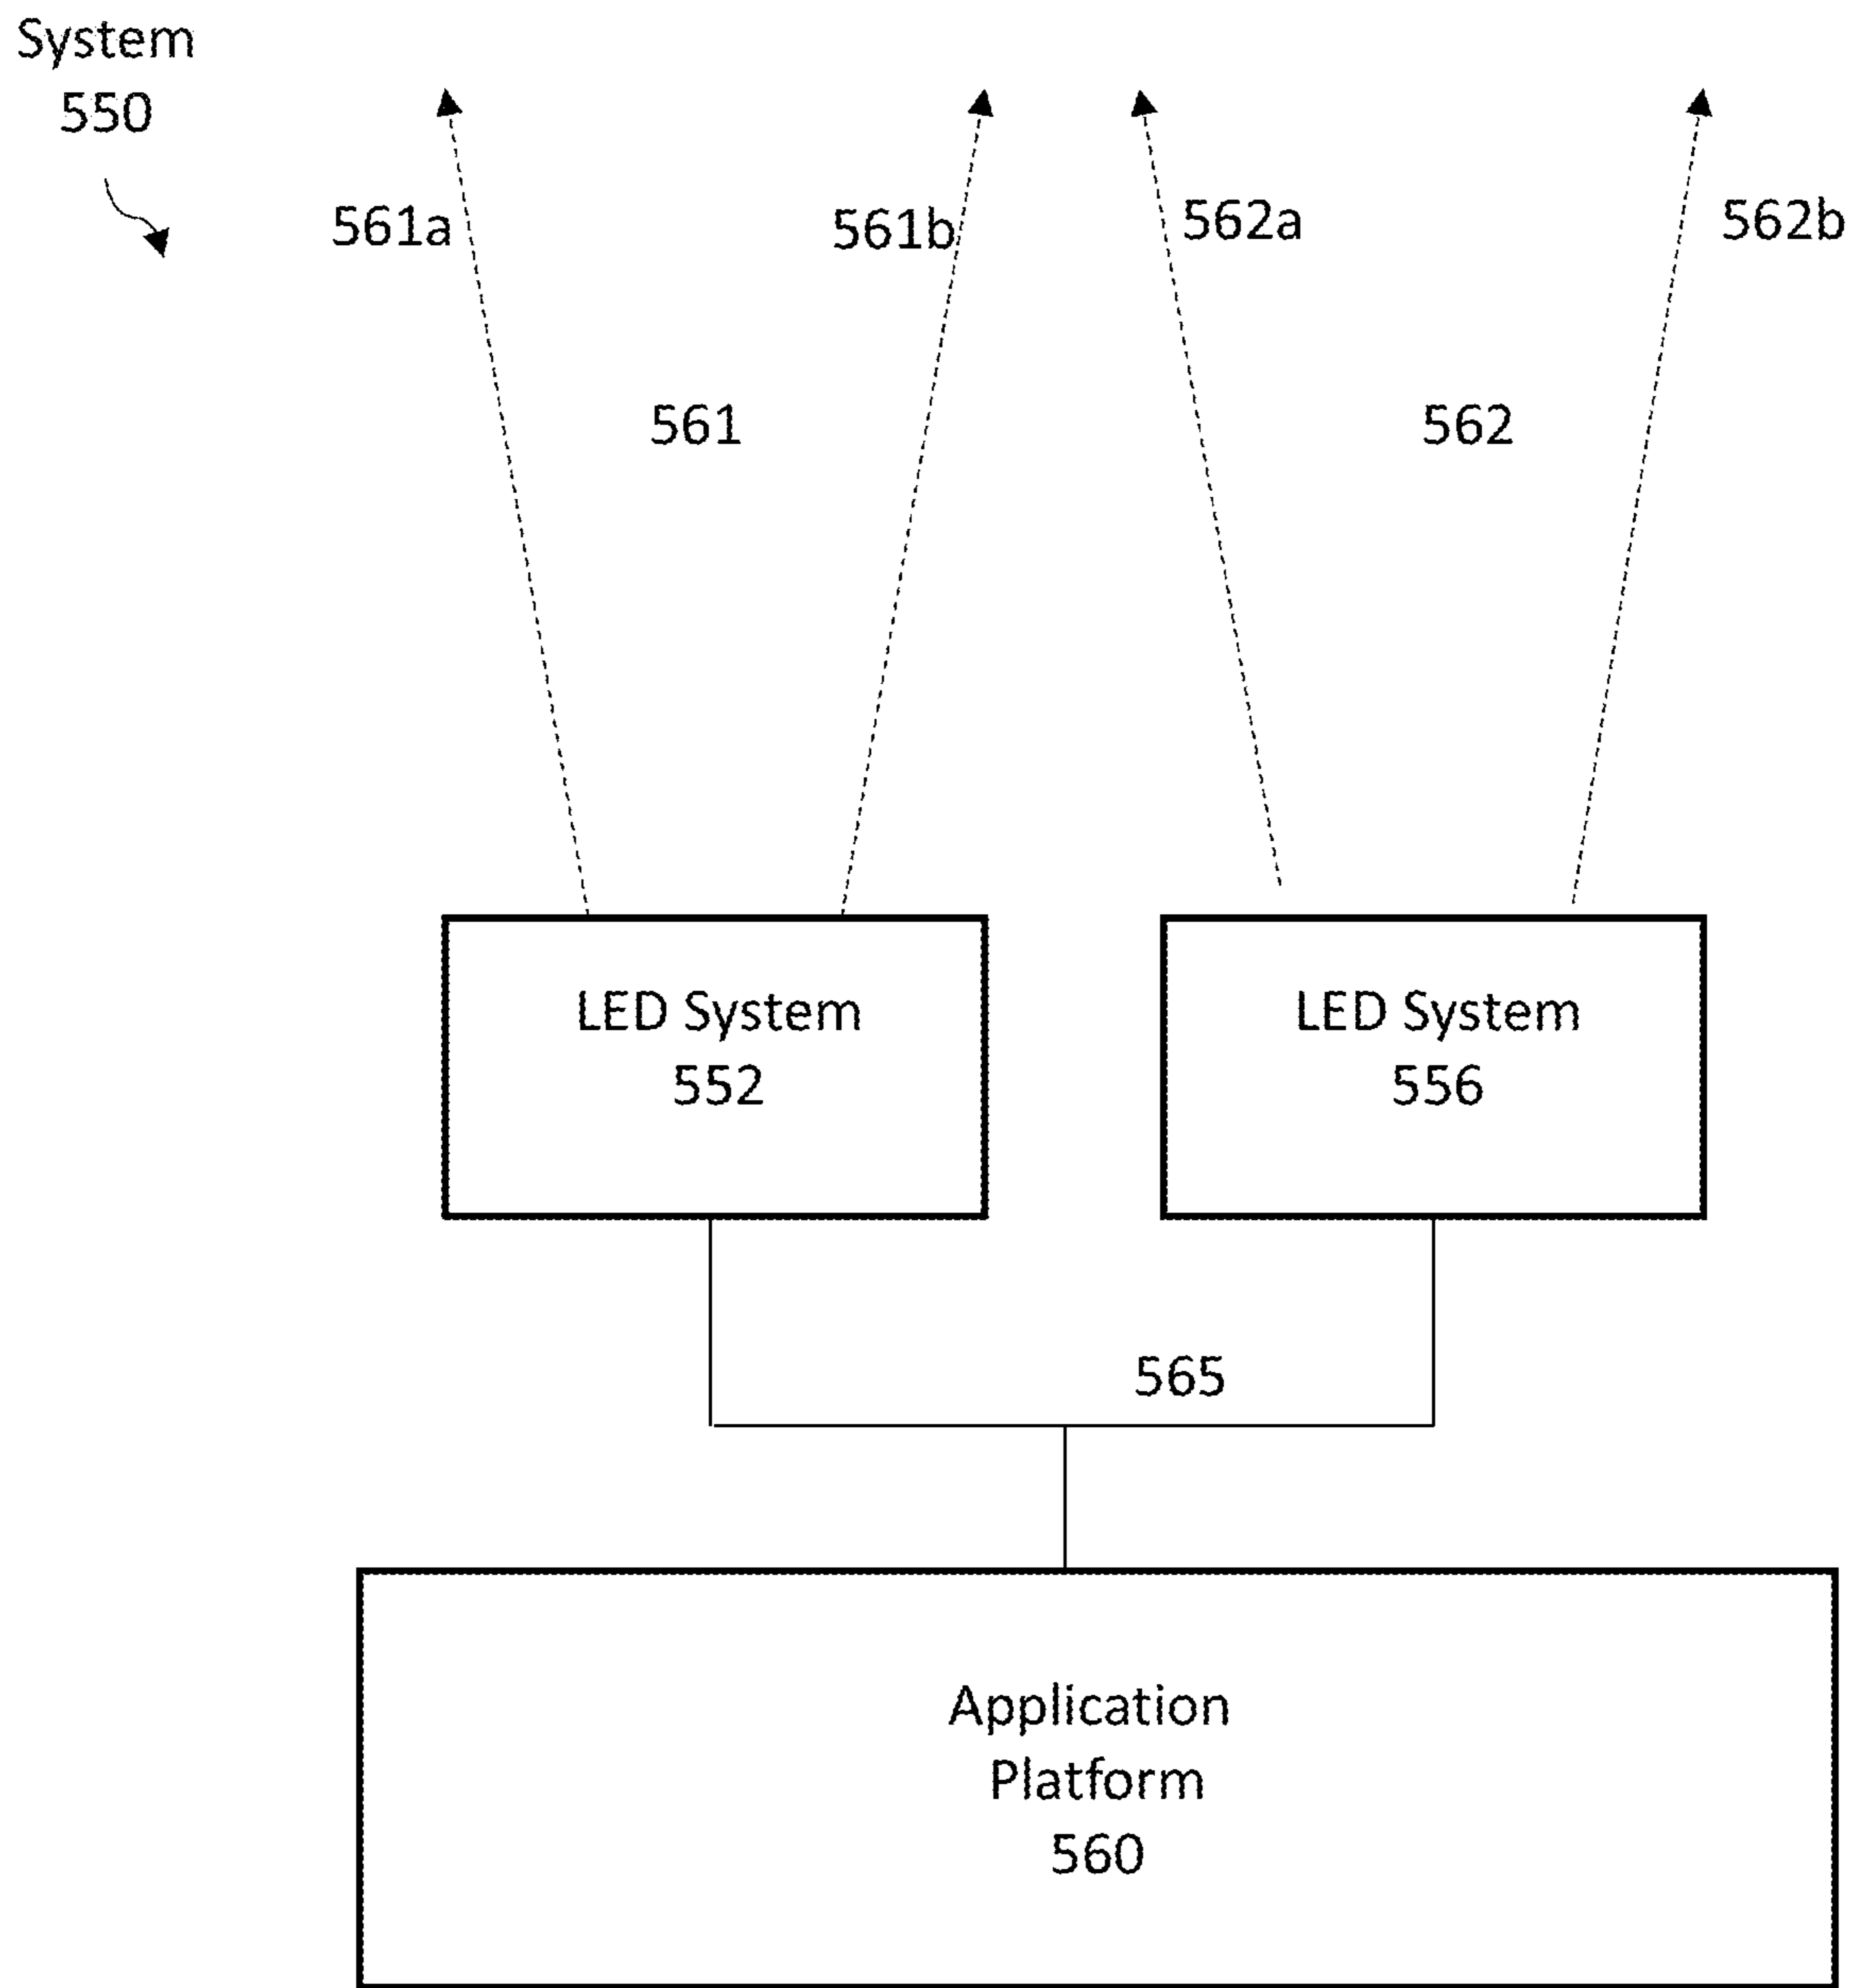 System
550
561a
561b
562a
562b
561
562
LED System
552
LED System
556
565
Application
Platform
560